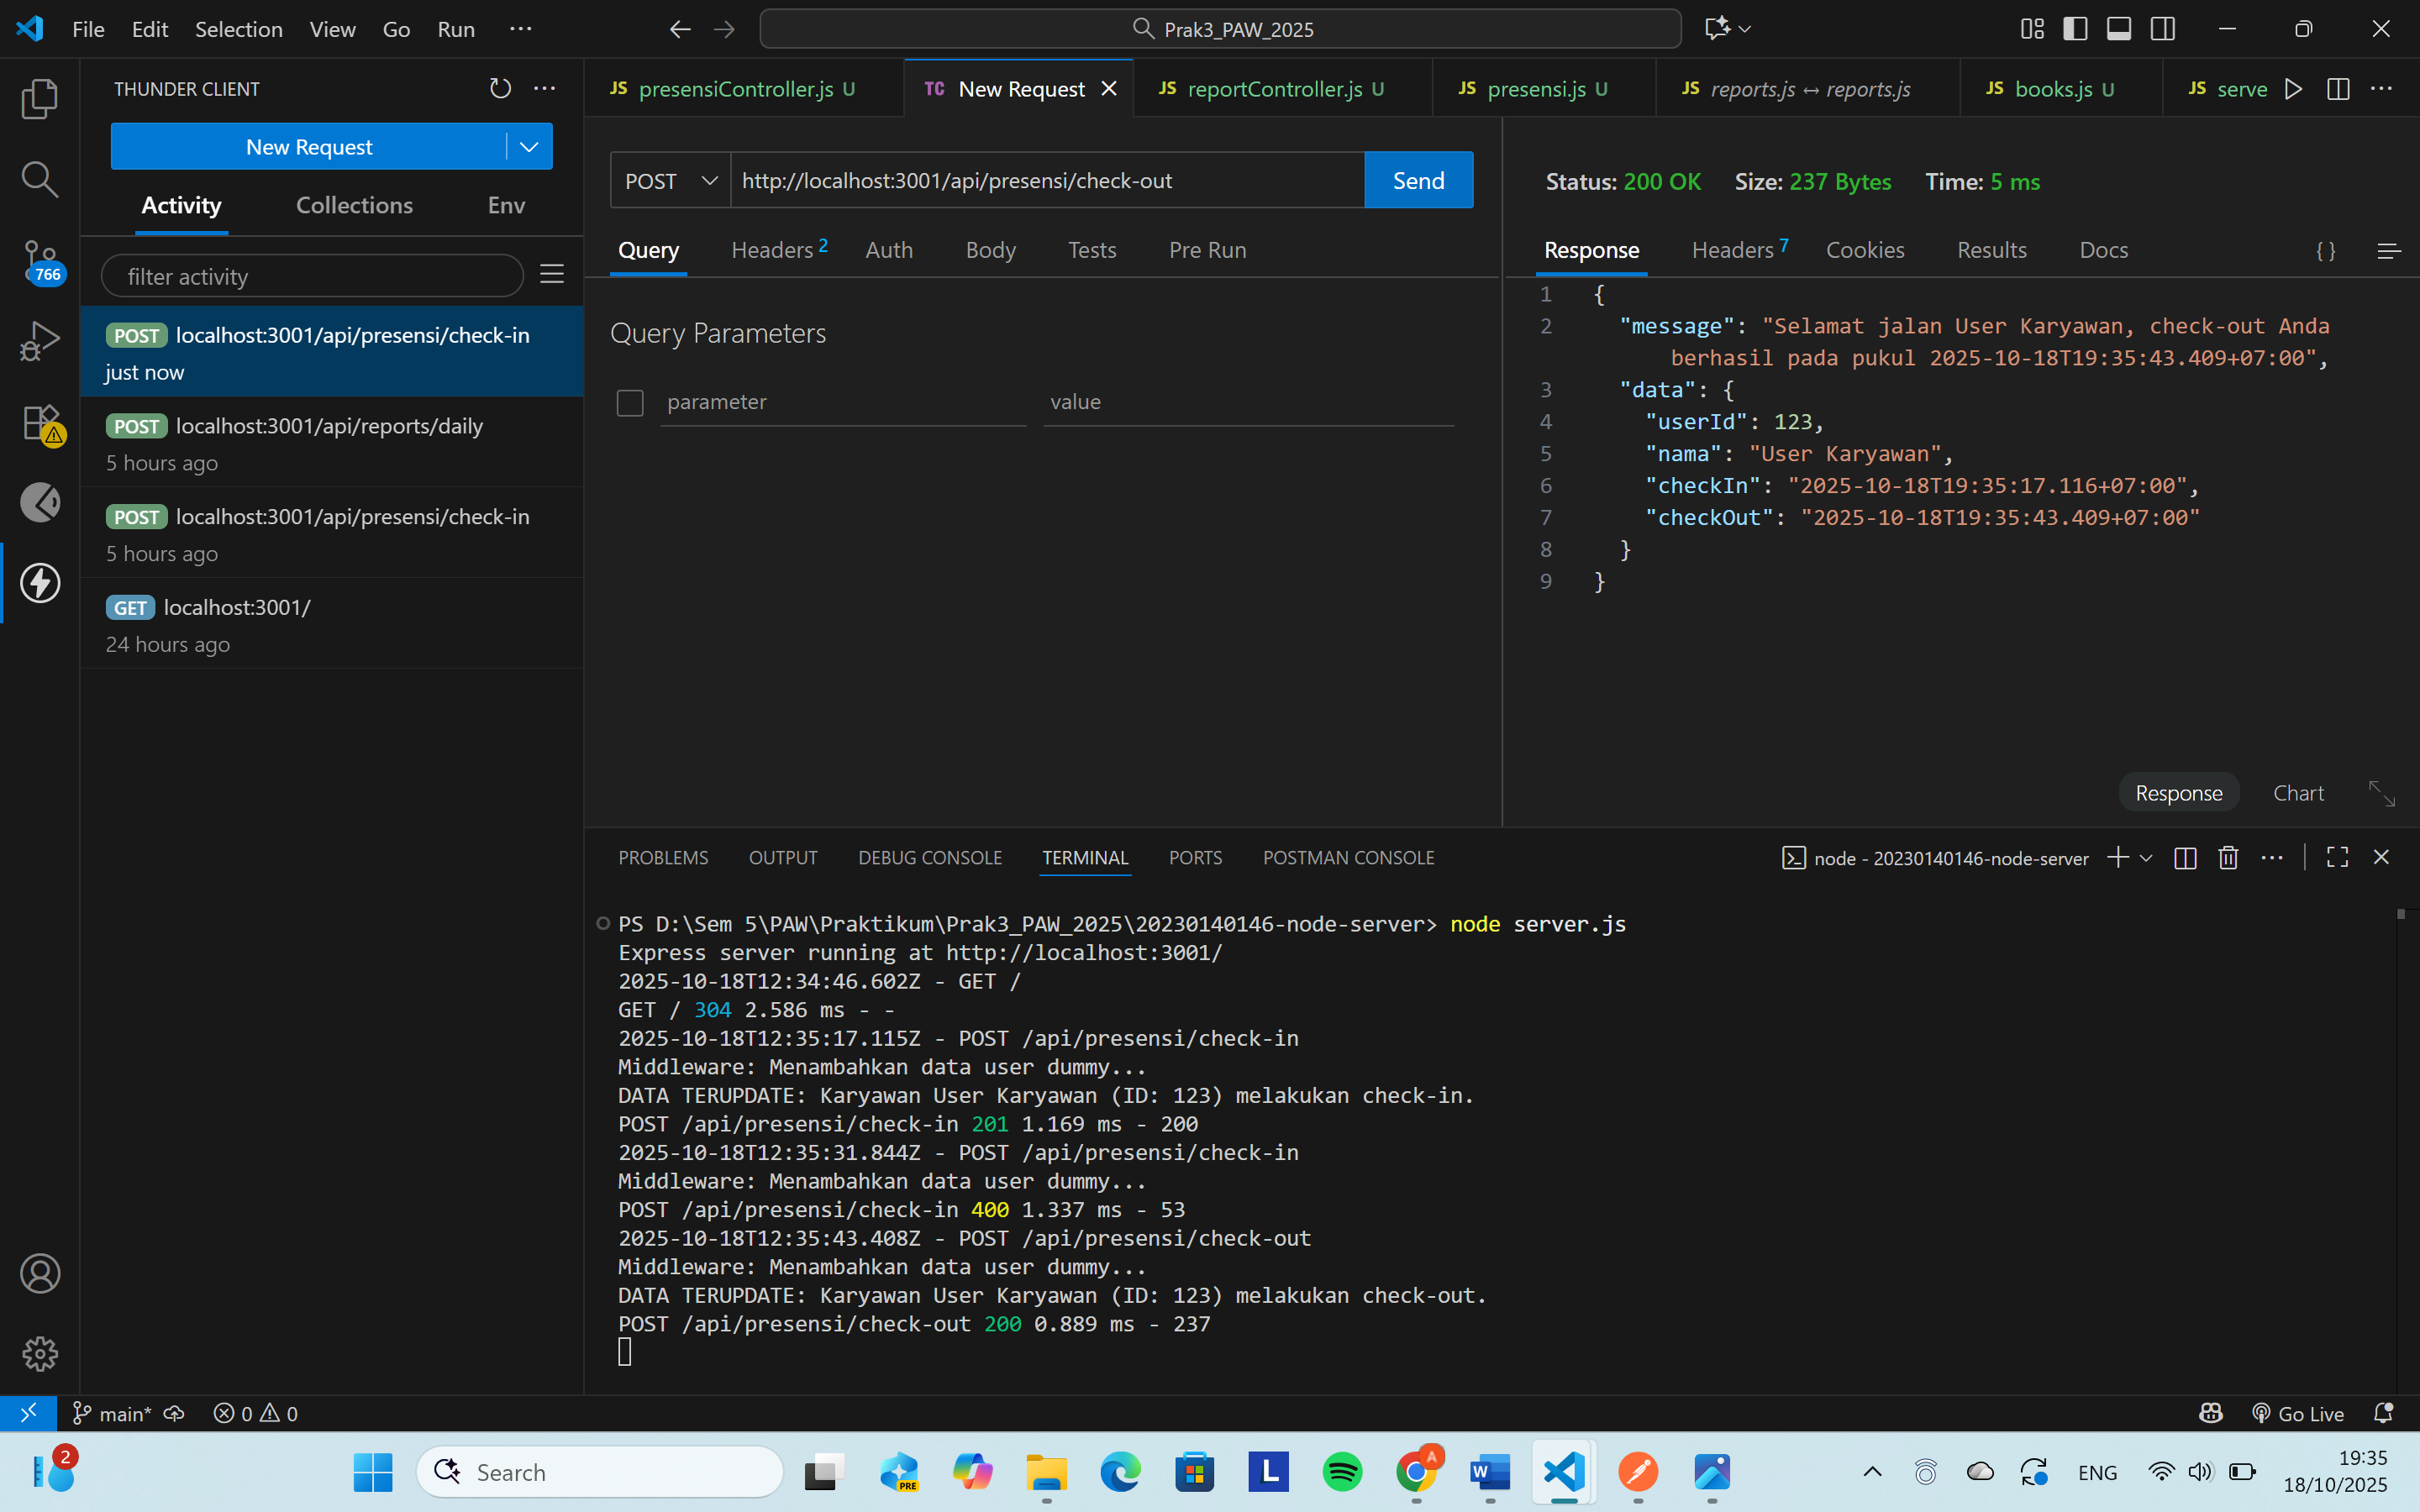 File Edit Selection View Go Run ···
Prak3_PAW_2025
THUNDER CLIENT
New Request
Activity Collections Env
filter activity
POST localhost:3001/api/presensi/check-in
just now
POST localhost:3001/api/reports/daily
5 hours ago
POST localhost:3001/api/presensi/check-in
5 hours ago
GET localhost:3001/
24 hours ago
766
JS presensiController.js U
TC New Request
JS reportController.js U
JS presensi.js U
JS reports.js ↔ reports.js
JS books.js U
JS serve
POST http://localhost:3001/api/presensi/check-out Send
Query Headers 2 Auth Body Tests Pre Run
Query Parameters
parameter value
Status: 200 OK Size: 237 Bytes Time: 5 ms
Response Headers 7 Cookies Results Docs { }
1 {
2 "message": "Selamat jalan User Karyawan, check-out Anda
berhasil pada pukul 2025-10-18T19:35:43.409+07:00",
3 "data": {
4 "userId": 123,
5 "nama": "User Karyawan",
6 "checkIn": "2025-10-18T19:35:17.116+07:00",
7 "checkOut": "2025-10-18T19:35:43.409+07:00"
8 }
9 }
Response Chart
PROBLEMS OUTPUT DEBUG CONSOLE TERMINAL PORTS POSTMAN CONSOLE
node - 20230140146-node-server
PS D:\Sem 5\PAW\Praktikum\Prak3_PAW_2025\20230140146-node-server> node server.js
Express server running at http://localhost:3001/
2025-10-18T12:34:46.602Z - GET /
GET / 304 2.586 ms - -
2025-10-18T12:35:17.115Z - POST /api/presensi/check-in
Middleware: Menambahkan data user dummy...
DATA TERUPDATE: Karyawan User Karyawan (ID: 123) melakukan check-in.
POST /api/presensi/check-in 201 1.169 ms - 200
2025-10-18T12:35:31.844Z - POST /api/presensi/check-in
Middleware: Menambahkan data user dummy...
POST /api/presensi/check-in 400 1.337 ms - 53
2025-10-18T12:35:43.408Z - POST /api/presensi/check-out
Middleware: Menambahkan data user dummy...
DATA TERUPDATE: Karyawan User Karyawan (ID: 123) melakukan check-out.
POST /api/presensi/check-out 200 0.889 ms - 237
main* 0 0
Go Live
2
Search
PRE
L
A
W
ENG
19:35
18/10/2025